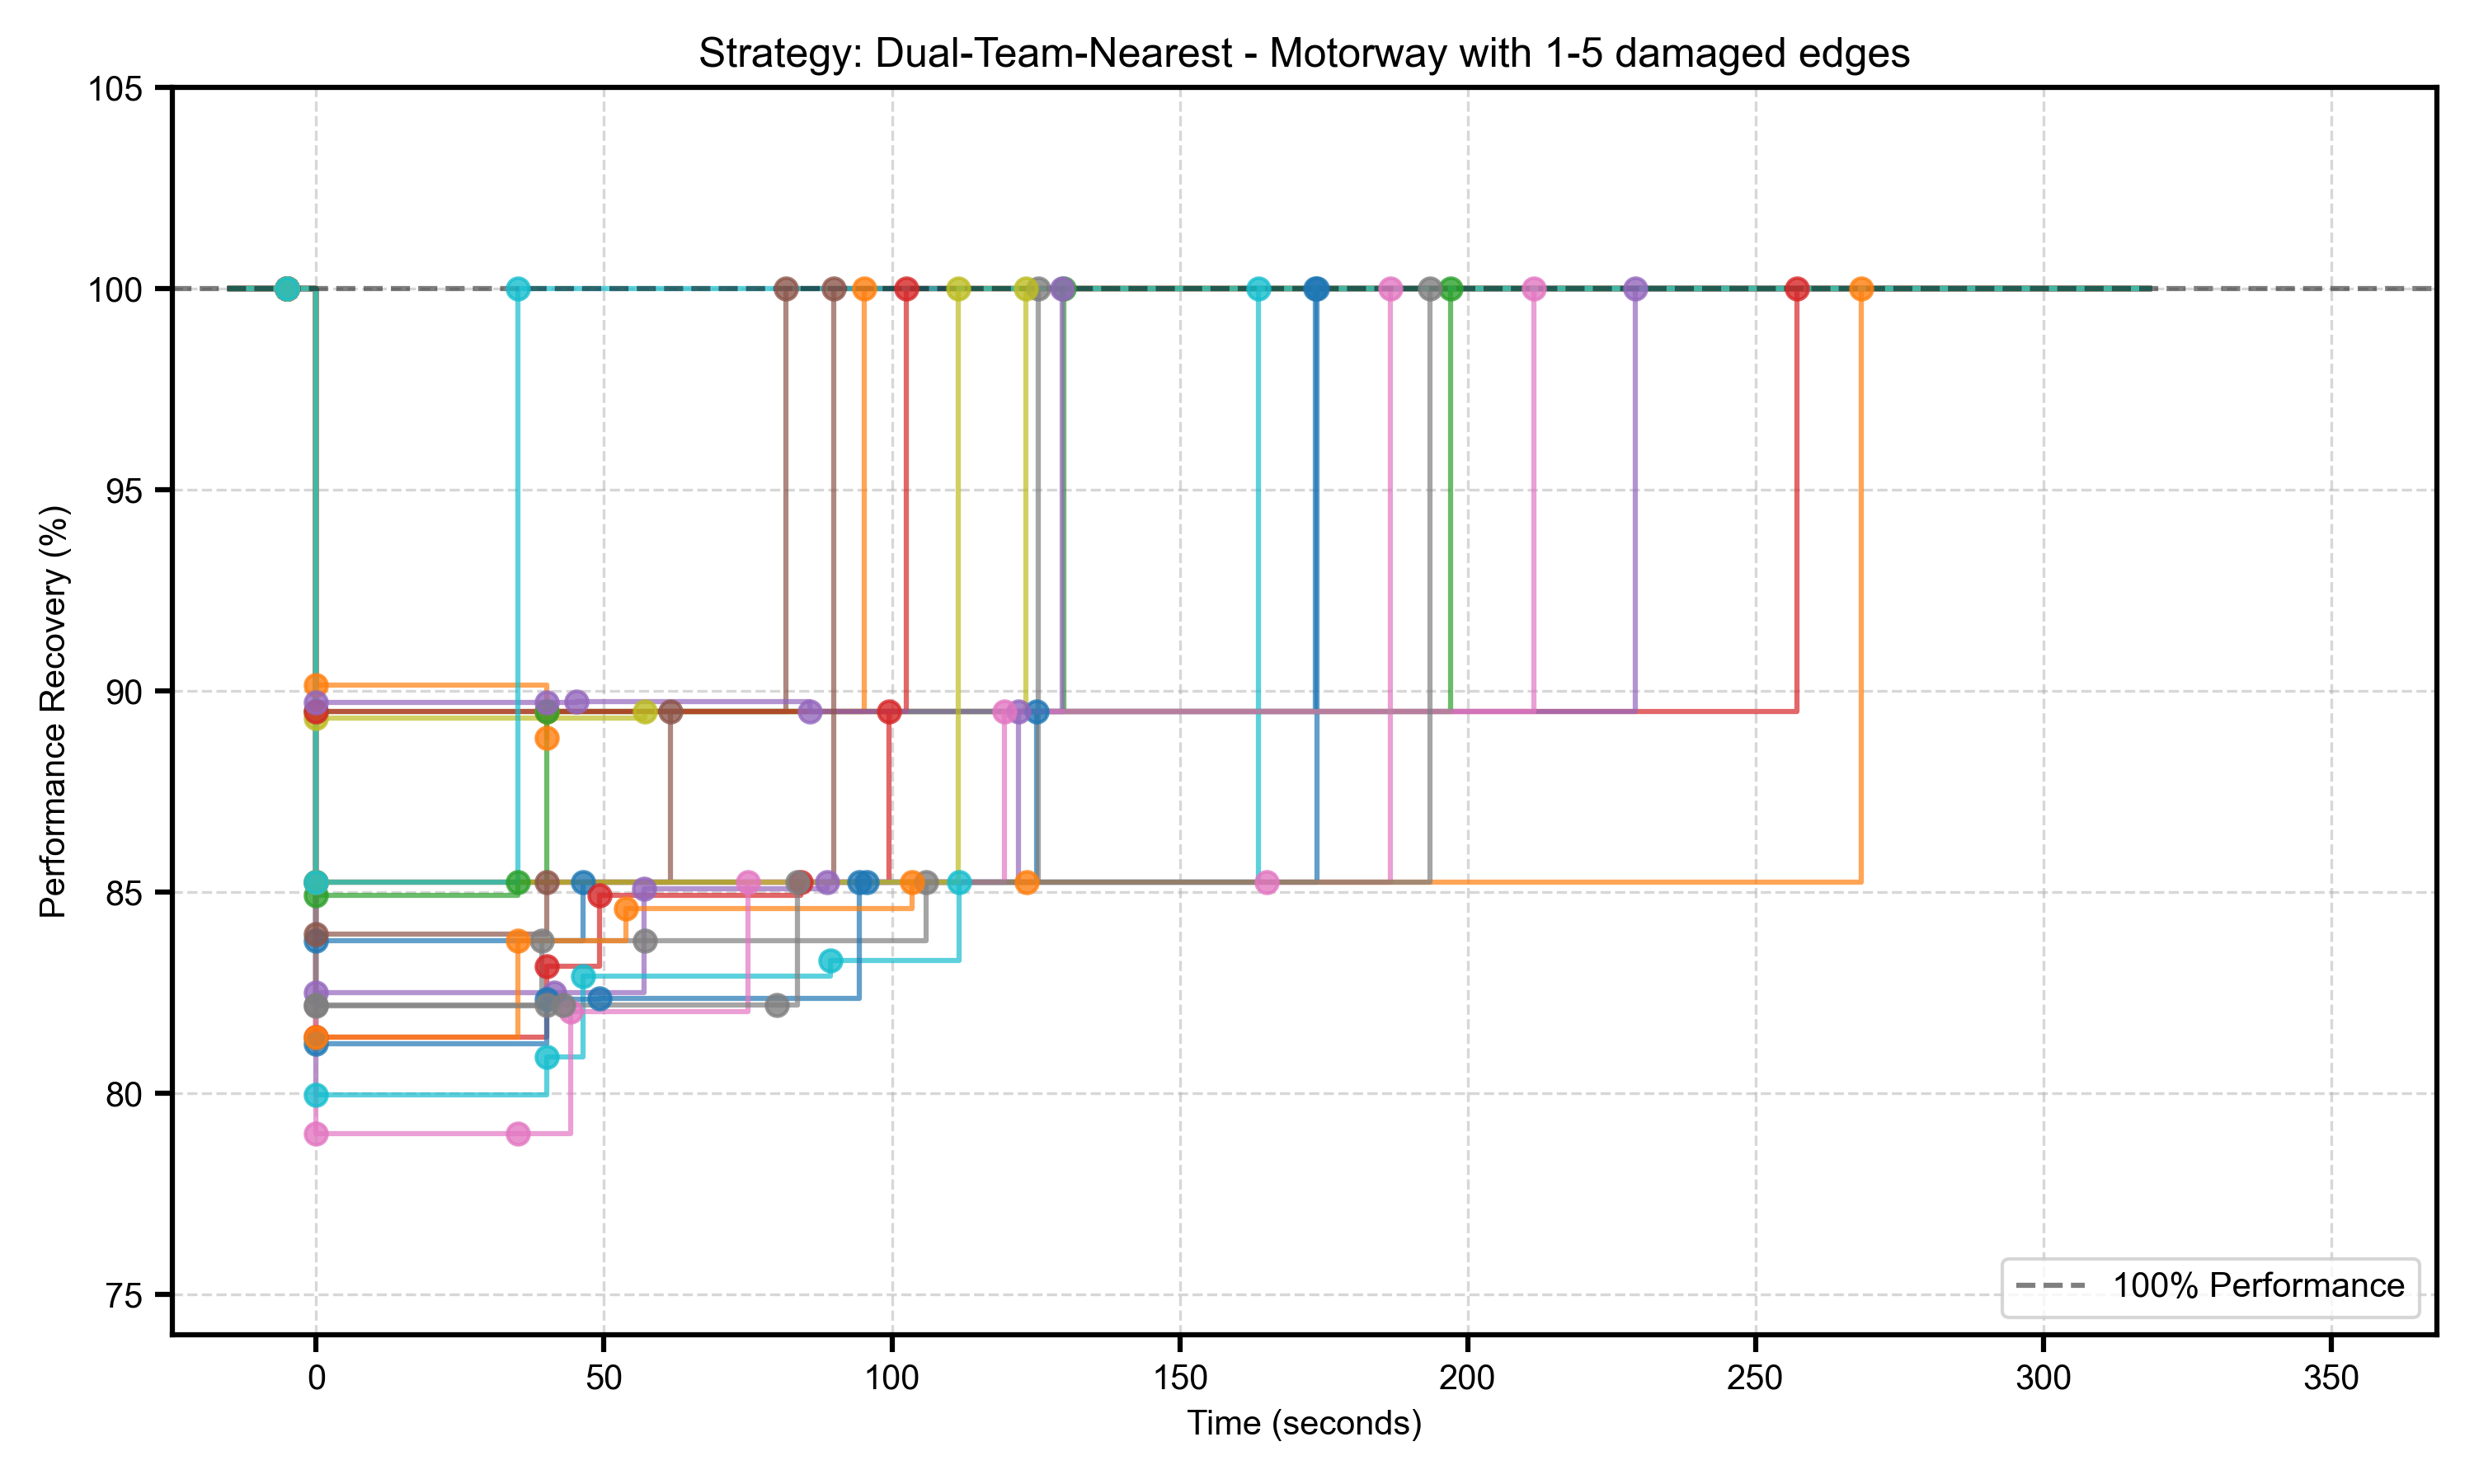 Strategy: Dual-Team-Nearest - Motorway with 1-5 damaged edges
105
100
95
90
85
80
75
Performance Recovery (%)
100% Performance
0 50 100 150 200 250 300 350
Time (seconds)